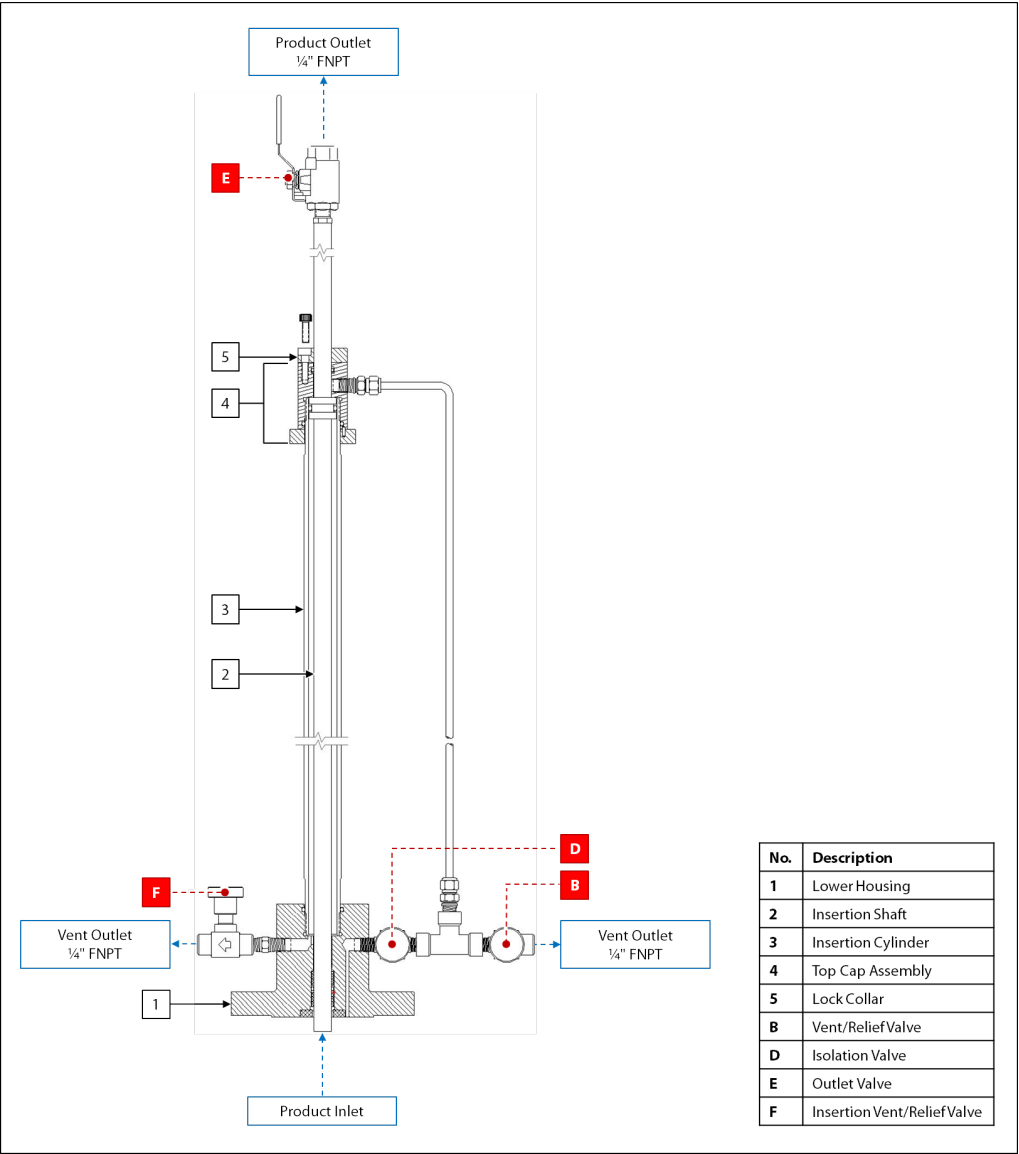 Product Outlet
¼" FNPT
E
5
4
3
2
D
B
F
Vent Outlet
¼" FNPT
Vent Outlet
¼" FNPT
1
Product Inlet
No. Description
1 Lower Housing
2 Insertion Shaft
3 Insertion Cylinder
4 Top Cap Assembly
5 Lock Collar
B Vent/Relief Valve
D Isolation Valve
E Outlet Valve
F Insertion Vent/Relief Valve